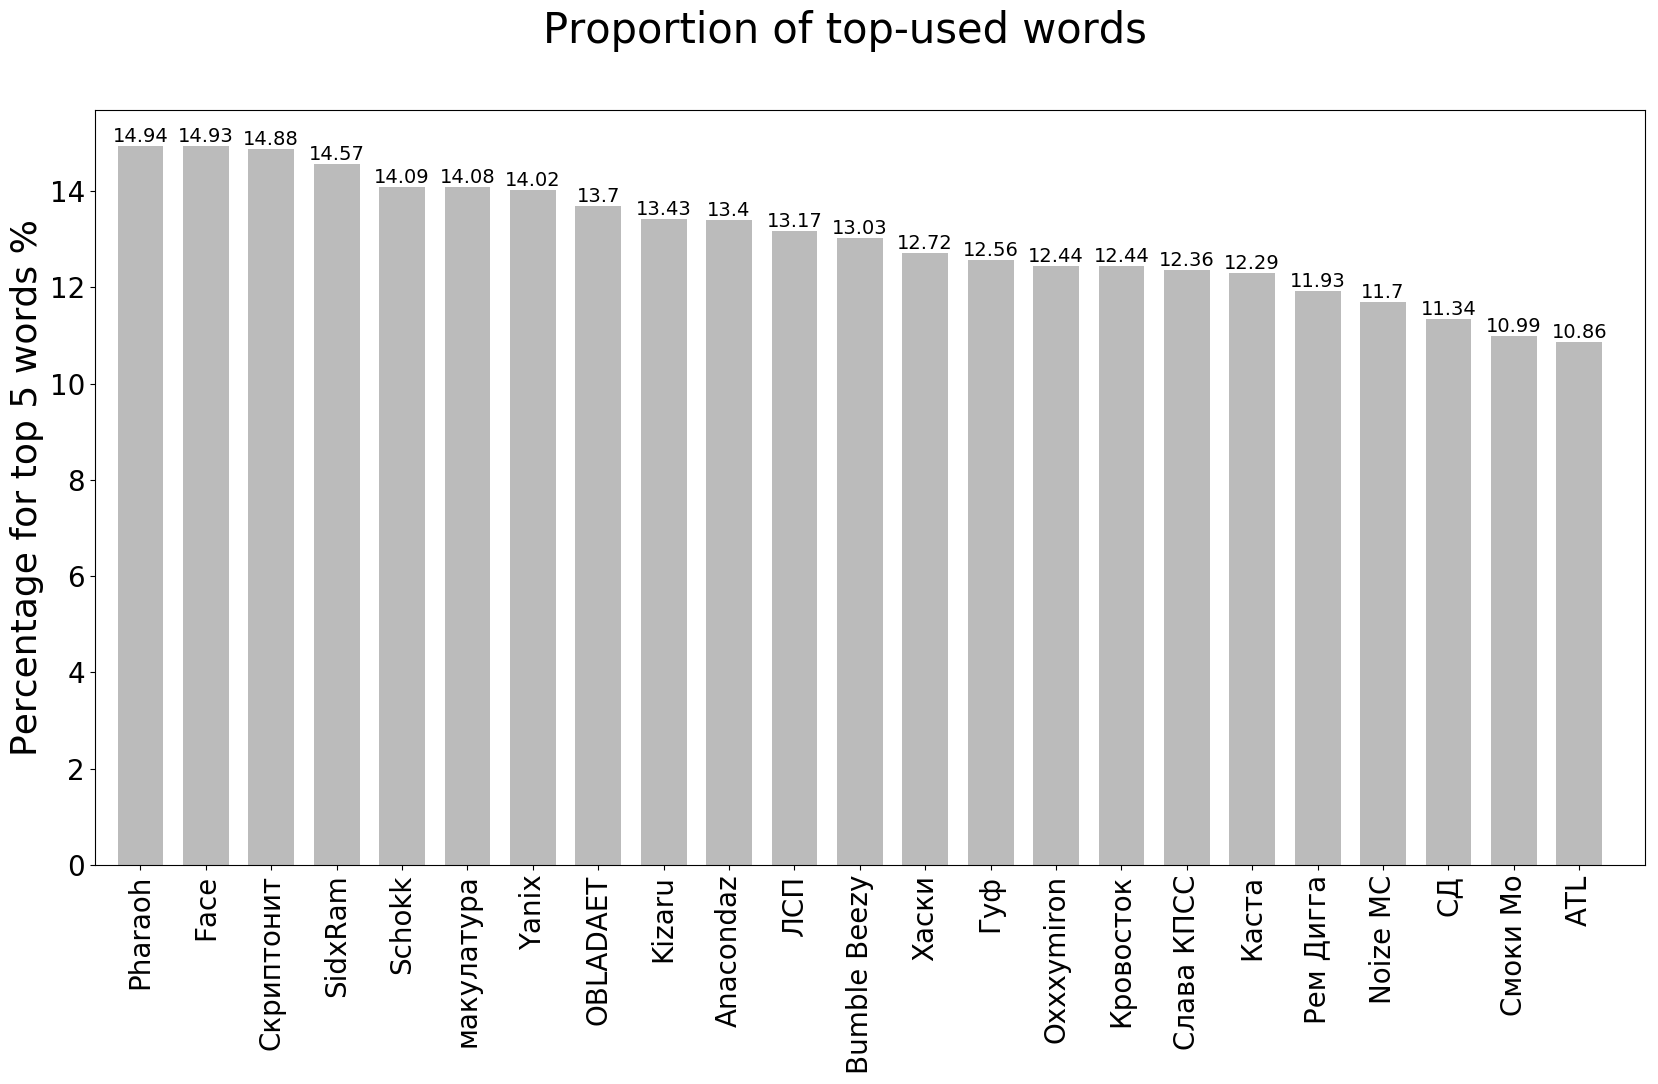 Proportion of top-used words
Percentage for top 5 words %
14
12
10
8
6
4
2
0
14.94
14.93
14.88
14.57
14.09
14.08
14.02
13.7
13.43
13.4
13.17
13.03
12.72
12.56
12.44
12.44
12.36
12.29
11.93
11.7
11.34
10.99
10.86
Pharaoh
Face
Скриптонит
SidxRam
Schokk
макулатура
Yanix
OBLADAET
Kizaru
Anacondaz
ЛСП
Bumble Beezy
Хаски
Гуф
Oxxxymiron
Кровосток
Слава КПСС
Каста
Рем Дигга
Noize MC
СД
Смоки Мо
ATL